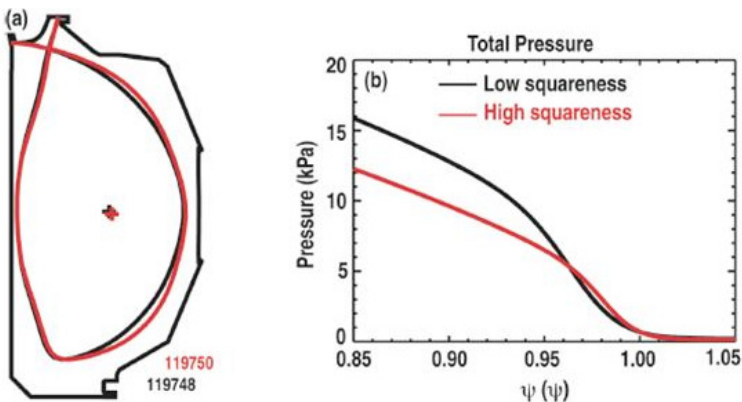 (a)
119750
119748
Total Pressure
(b)
Low squareness
High squareness
Pressure (kPa)
20
15
10
5
0
0.85
0.90
0.95
1.00
1.05
ψ (ψ)